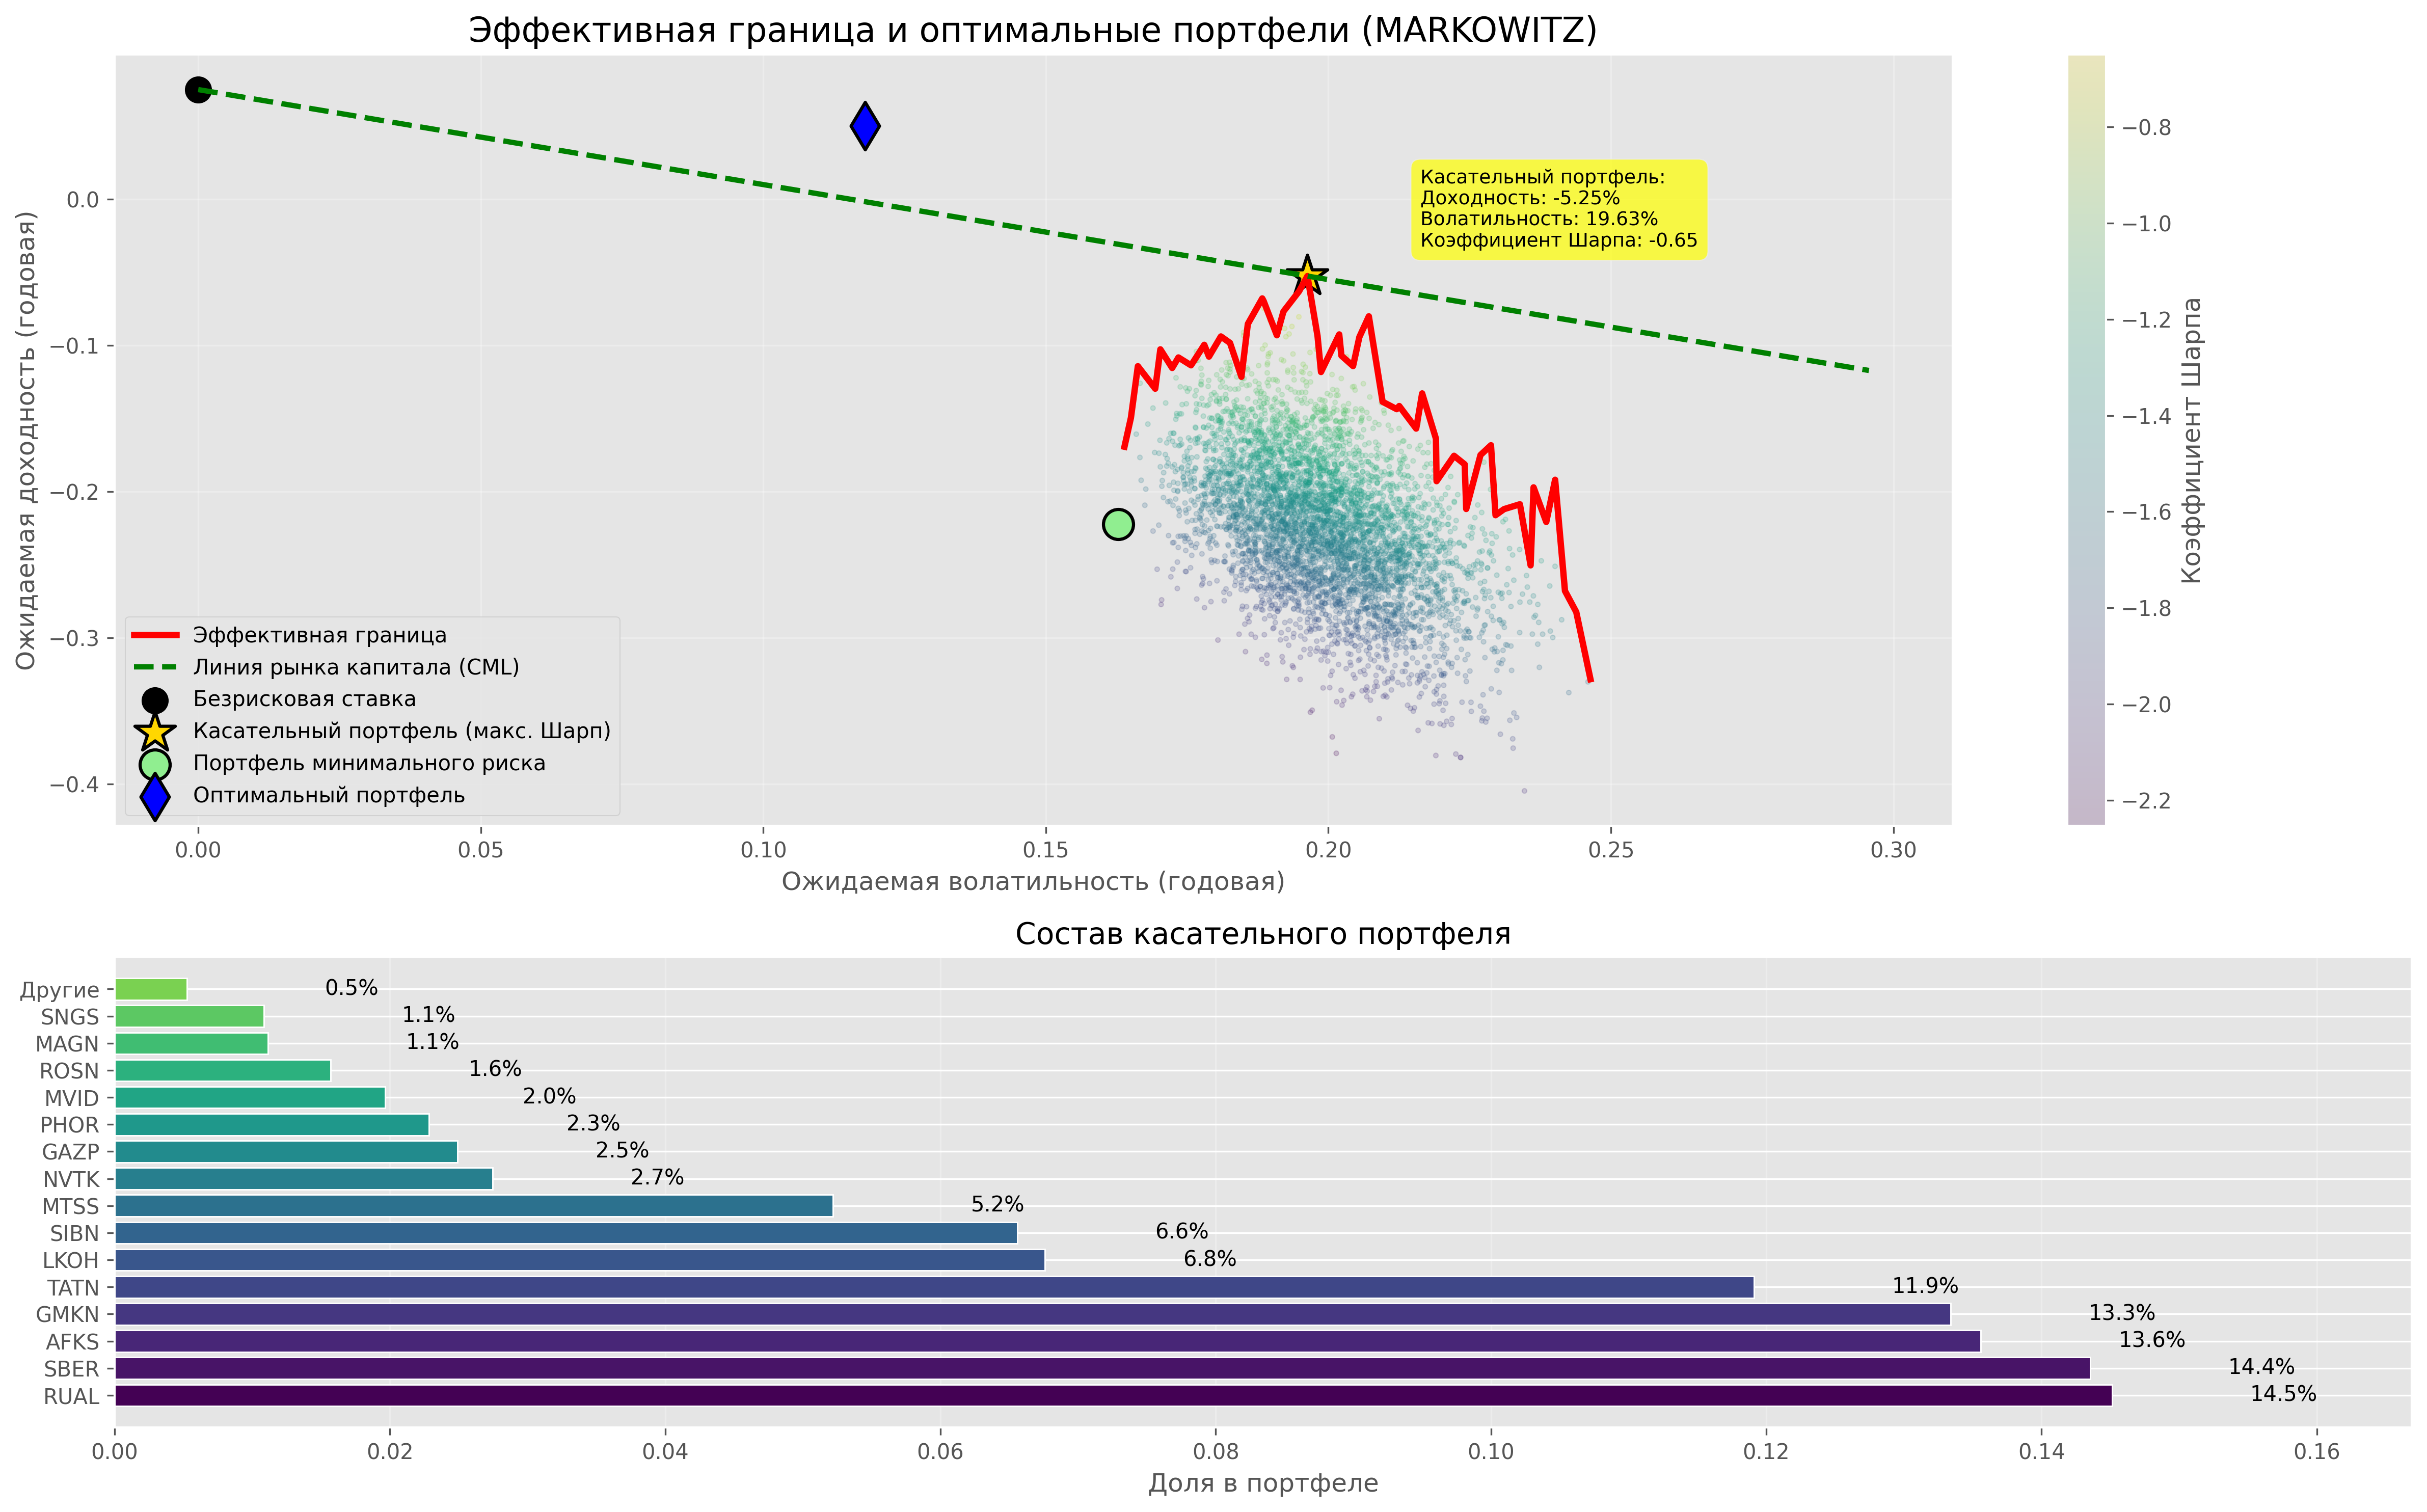 Эффективная граница и оптимальные портфели (MARKOWITZ)
Ожидаемая доходность (годовая)
0.0
−0.1
−0.2
−0.3
−0.4
Касательный портфель:
Доходность: -5.25%
Волатильность: 19.63%
Коэффициент Шарпа: -0.65
Эффективная граница
Линия рынка капитала (CML)
Безрисковая ставка
Касательный портфель (макс. Шарп)
Портфель минимального риска
Оптимальный портфель
0.00 0.05 0.10 0.15 0.20 0.25 0.30
Ожидаемая волатильность (годовая)
−0.8
−1.0
−1.2
−1.4
−1.6
−1.8
−2.0
−2.2
Коэффициент Шарпа
Состав касательного портфеля
Другие 0.5%
SNGS 1.1%
MAGN 1.1%
ROSN 1.6%
MVID 2.0%
PHOR 2.3%
GAZP 2.5%
NVTK 2.7%
MTSS 5.2%
SIBN 6.6%
LKOH 6.8%
TATN 11.9%
GMKN 13.3%
AFKS 13.6%
SBER 14.4%
RUAL 14.5%
0.00 0.02 0.04 0.06 0.08 0.10 0.12 0.14 0.16
Доля в портфеле